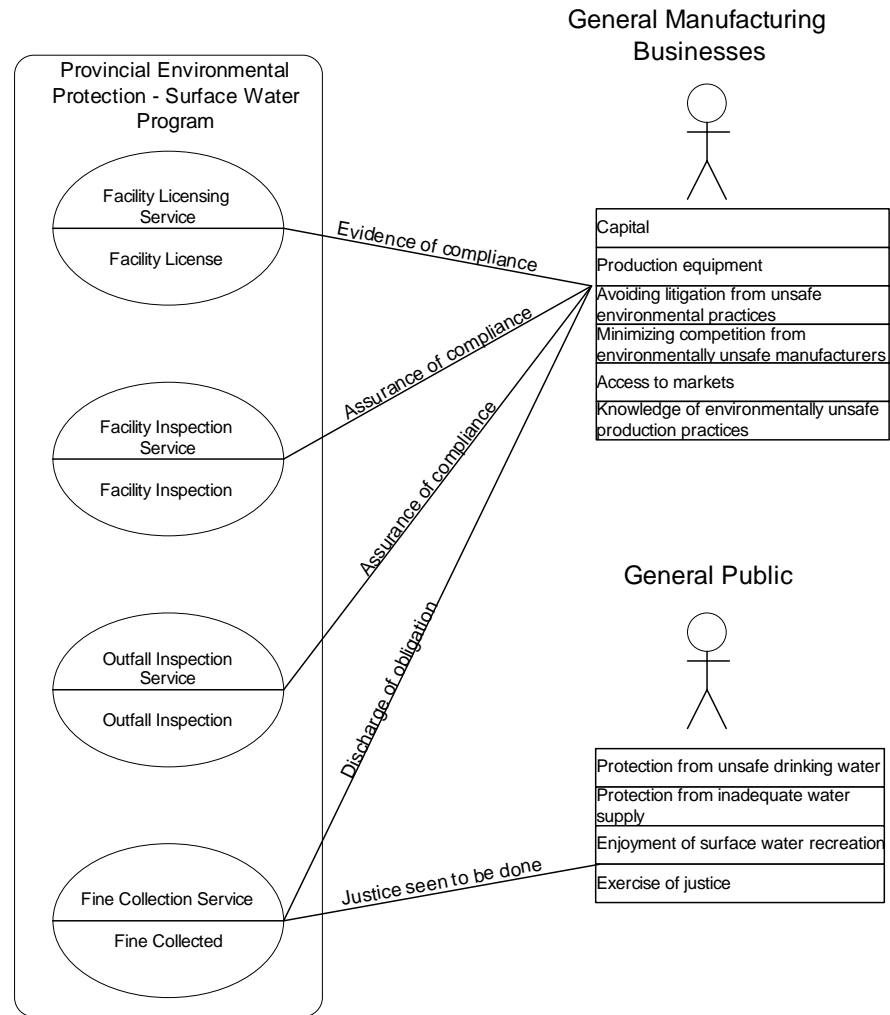 General Manufacturing
Businesses
Provincial Environmental
Protection - Surface Water
Program
Facility Licensing
Service
Facility License
Evidence of compliance
Capital
Production equipment
Avoiding litigation from unsafe
environmental practices
Minimizing competition from
environmentally unsafe manufacturers
Access to markets
Knowledge of environmentally unsafe
production practices
Assurance of compliance
Facility Inspection
Service
Facility Inspection
Assurance of compliance
General Public
Outfall Inspection
Service
Outfall Inspection
Discharge of obligation
Protection from unsafe drinking water
Protection from inadequate water
supply
Enjoyment of surface water recreation
Exercise of justice
Justice seen to be done
Fine Collection Service
Fine Collected